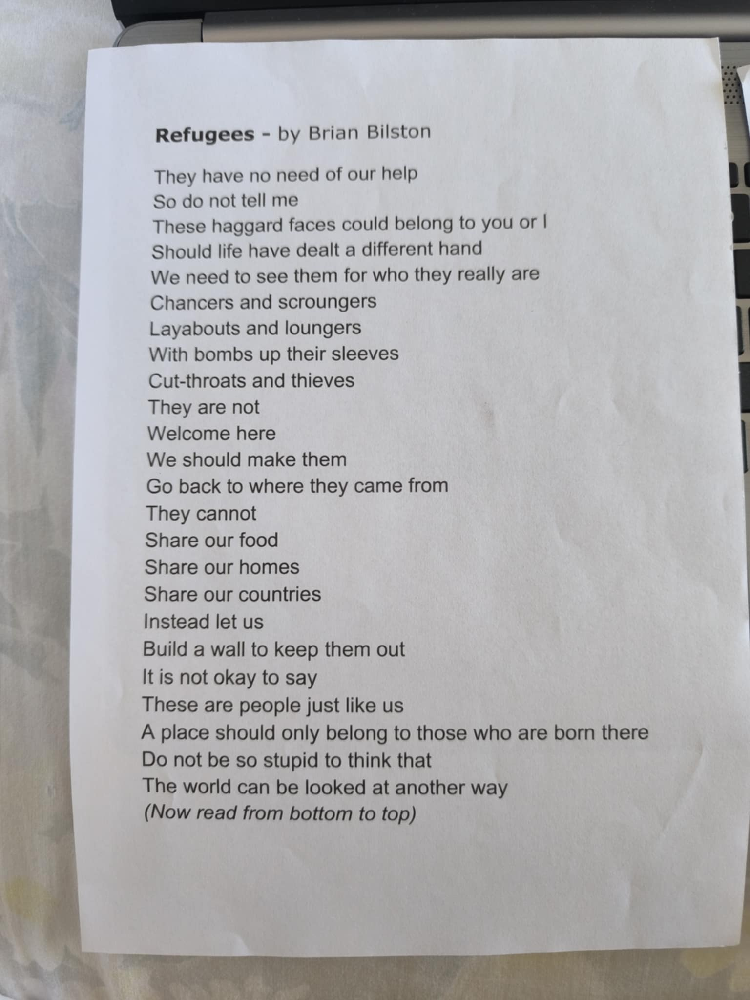 Refugees - by Brian Bilston
They have no need of our help
So do not tell me
These haggard faces could belong to you or I
Should life have dealt a different hand
We need to see them for who they really are
Chancers and scroungers
Layabouts and loungers
With bombs up their sleeves
Cut-throats and thieves
They are not
Welcome here
We should make them
Go back to where they came from
They cannot
Share our food
Share our homes
Share our countries
Instead let us
Build a wall to keep them out
It is not okay to say
These are people just like us
A place should only belong to those who are born there
Do not be so stupid to think that
The world can be looked at another way
(Now read from bottom to top)